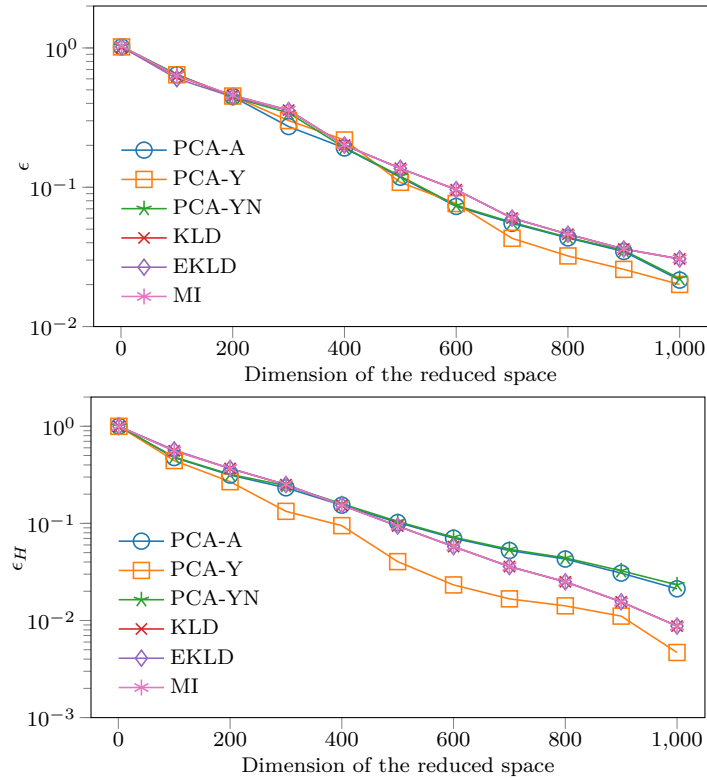 10^0
10^{-1}
10^{-2}
ϵ
PCA-A
PCA-Y
PCA-YN
KLD
EKLD
MI
0 200 400 600 800 1,000
Dimension of the reduced space
10^0
10^{-1}
10^{-2}
10^{-3}
ϵ_H
PCA-A
PCA-Y
PCA-YN
KLD
EKLD
MI
0 200 400 600 800 1,000
Dimension of the reduced space